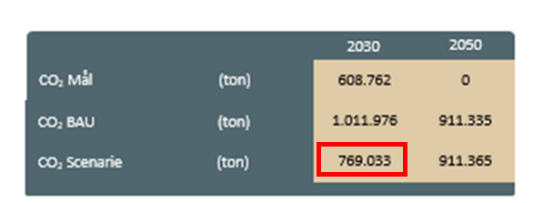 2030 2050
CO₂ Mål (ton) 608.762 0
CO₂ BAU (ton) 1.011.976 911.335
CO₂ Scenarie (ton) 769.033 911.365